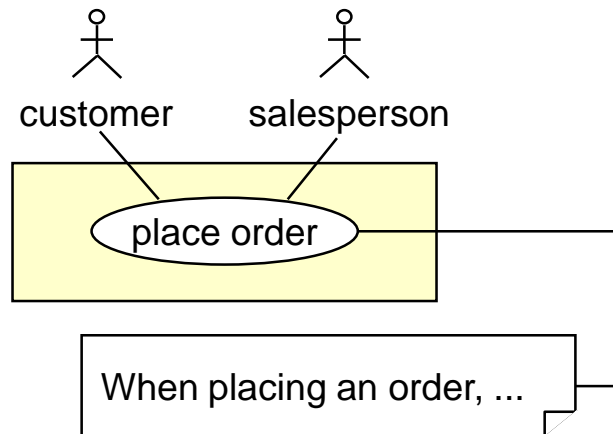 customer
salesperson
place order
When placing an order, ...